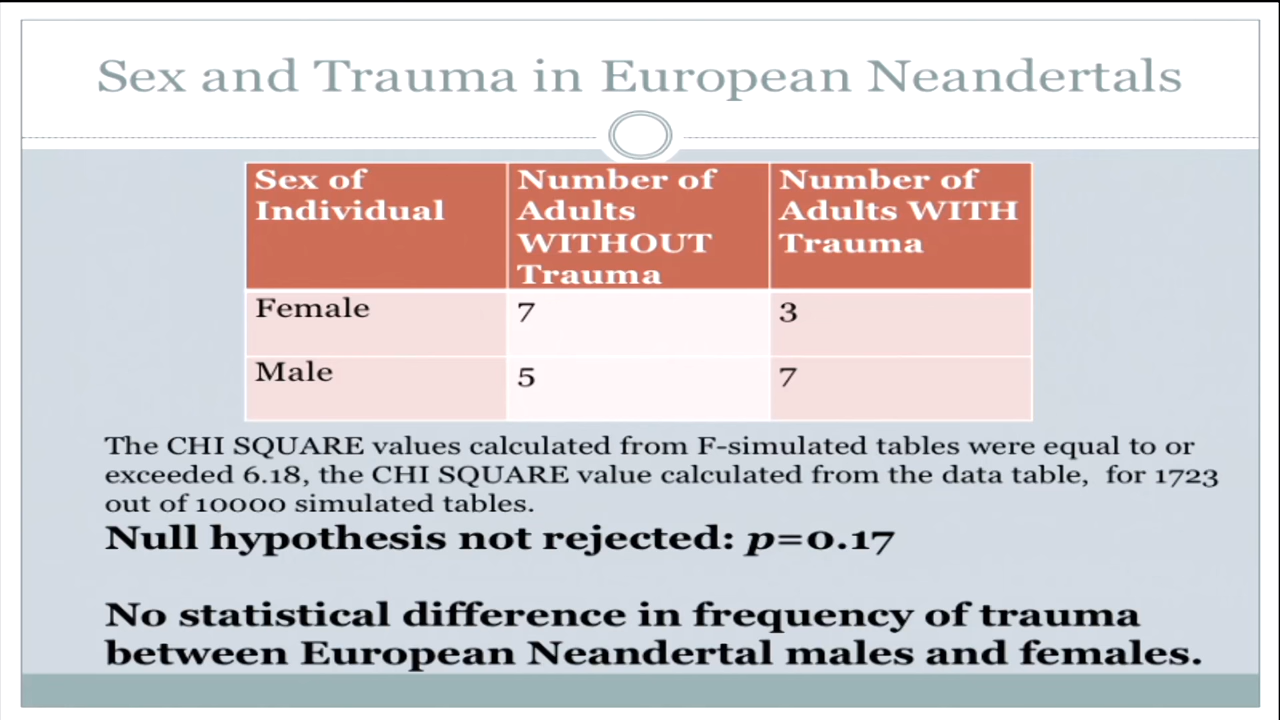 Sex and Trauma in European Neandertals
Sex of
Individual
Number of
Adults
WITHOUT
Trauma
Number of
Adults WITH
Trauma
Female
7
3
Male
5
7
The CHI SQUARE values calculated from F-simulated tables were equal to or
exceeded 6.18, the CHI SQUARE value calculated from the data table, for 1723
out of 10000 simulated tables.
Null hypothesis not rejected: p=0.17
No statistical difference in frequency of trauma
between European Neandertal males and females.